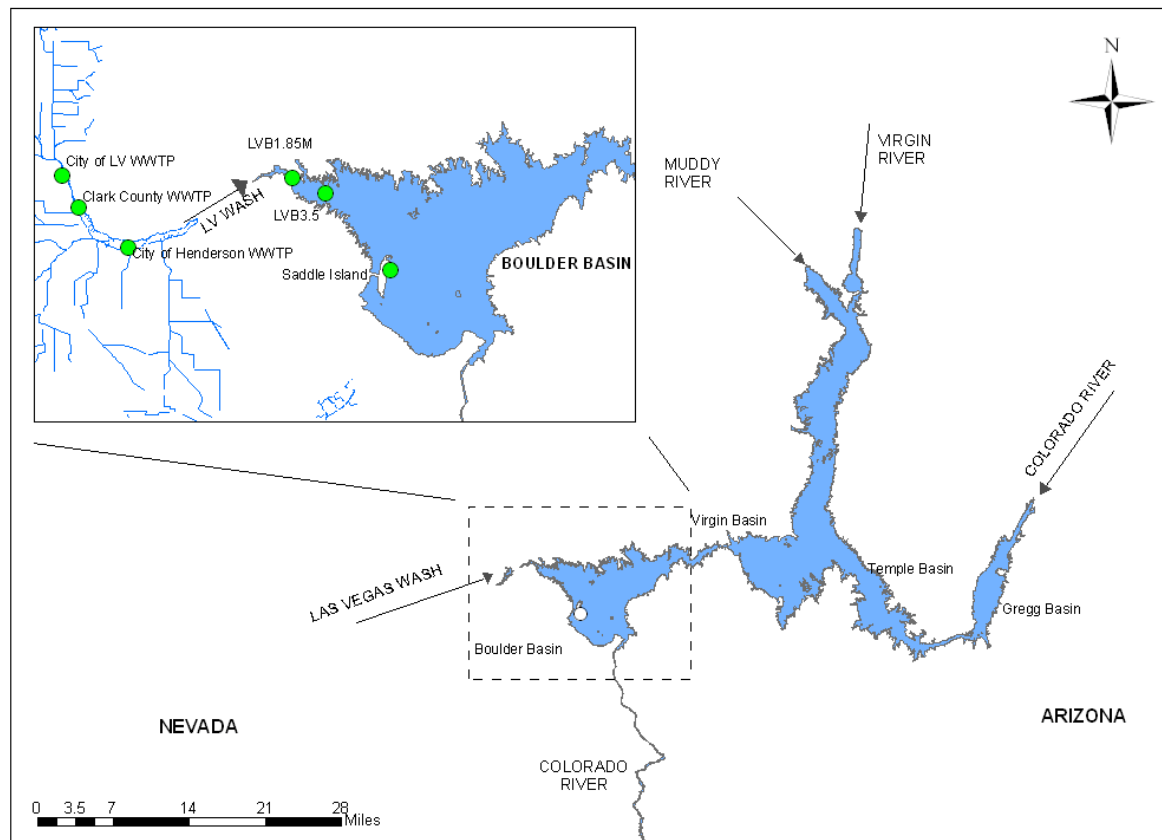 N
LVB1.85M
City of LV WWTP
Clark County WWTP
LV WASH
LVB3.5
City of Henderson WWTP
Saddle Island
BOULDER BASIN
VIRGIN
RIVER
MUDDY
RIVER
COLORADO RIVER
Virgin Basin
Temple Basin
Gregg Basin
LAS VEGAS WASH
Boulder Basin
NEVADA
ARIZONA
COLORADO
RIVER
0 3.5 7 14 21 28
Miles